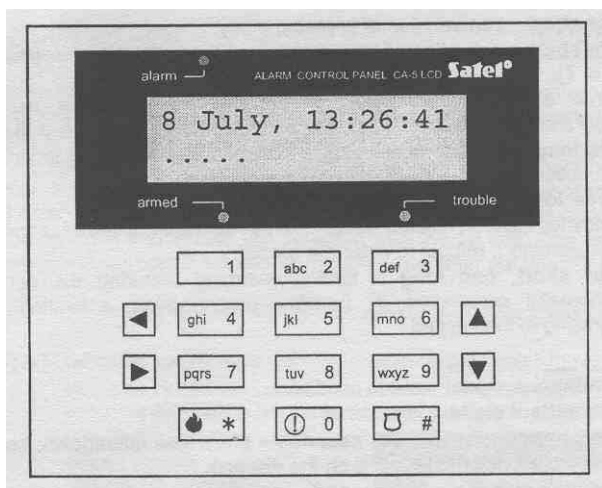 alarm ALARM CONTROL PANEL CA-5 LCD Satel®
8 July, 13:26:41
.....
armed trouble
1 abc 2 def 3
ghi 4 jkl 5 mno 6
pqrs 7 tuv 8 wxyz 9
* 0 #